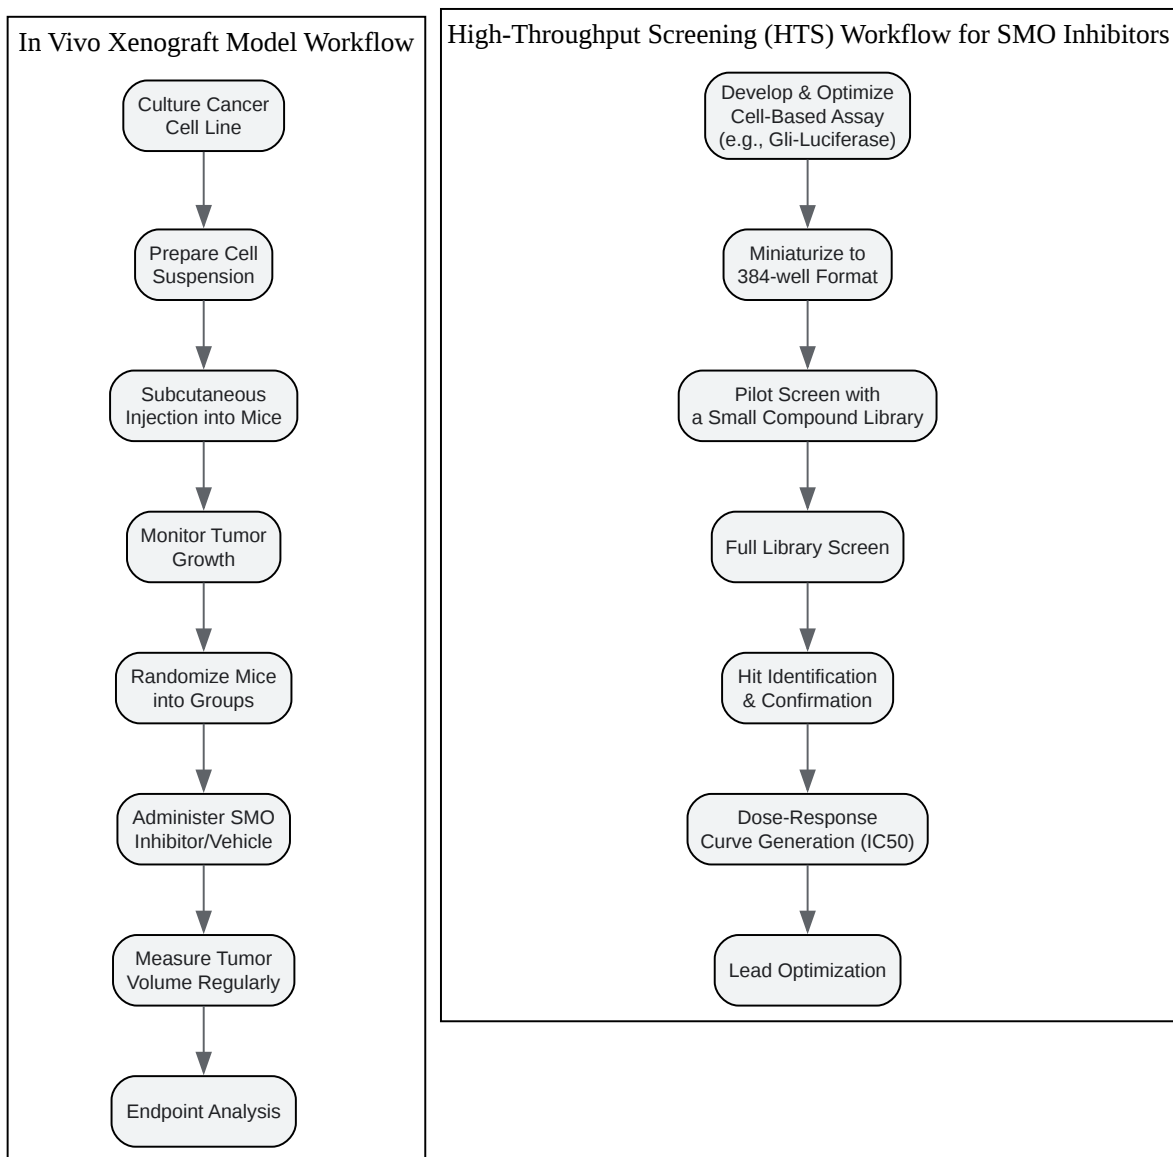 In Vivo Xenograft Model Workflow
Culture Cancer
Cell Line
Prepare Cell
Suspension
Subcutaneous
Injection into Mice
Monitor Tumor
Growth
Randomize Mice
into Groups
Administer SMO
Inhibitor/Vehicle
Measure Tumor
Volume Regularly
Endpoint Analysis
High-Throughput Screening (HTS) Workflow for SMO Inhibitors
Develop & Optimize
Cell-Based Assay
(e.g., Gli-Luciferase)
Miniaturize to
384-well Format
Pilot Screen with
a Small Compound Library
Full Library Screen
Hit Identification
& Confirmation
Dose-Response
Curve Generation (IC50)
Lead Optimization